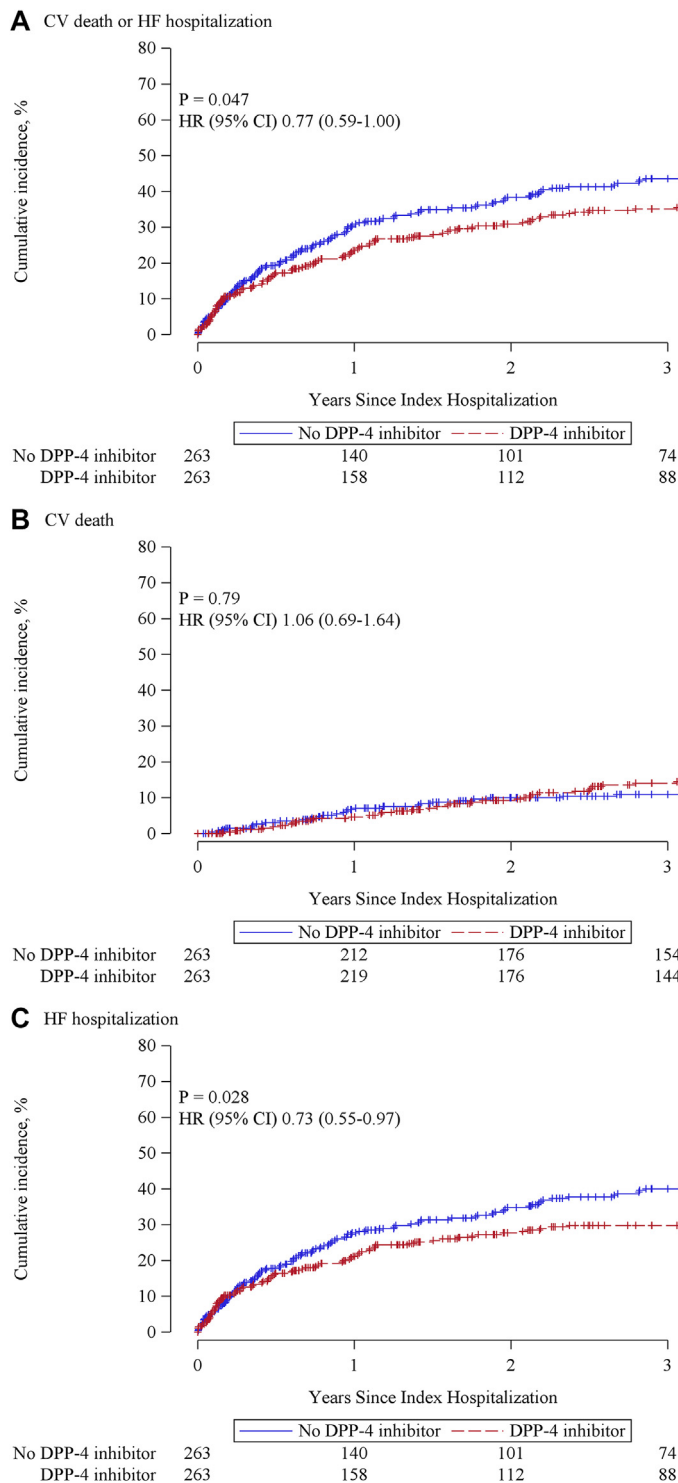 A CV death or HF hospitalization
80
70
60
50
40
30
20
10
0
Cumulative incidence, %
P = 0.047
HR (95% CI) 0.77 (0.59-1.00)
0 1 2 3
Years Since Index Hospitalization
No DPP-4 inhibitor DPP-4 inhibitor
No DPP-4 inhibitor 263 140 101 74
DPP-4 inhibitor 263 158 112 88
B CV death
80
70
60
50
40
30
20
10
0
Cumulative incidence, %
P = 0.79
HR (95% CI) 1.06 (0.69-1.64)
0 1 2 3
Years Since Index Hospitalization
No DPP-4 inhibitor DPP-4 inhibitor
No DPP-4 inhibitor 263 212 176 154
DPP-4 inhibitor 263 219 176 144
C HF hospitalization
80
70
60
50
40
30
20
10
0
Cumulative incidence, %
P = 0.028
HR (95% CI) 0.73 (0.55-0.97)
0 1 2 3
Years Since Index Hospitalization
No DPP-4 inhibitor DPP-4 inhibitor
No DPP-4 inhibitor 263 140 101 74
DPP-4 inhibitor 263 158 112 88